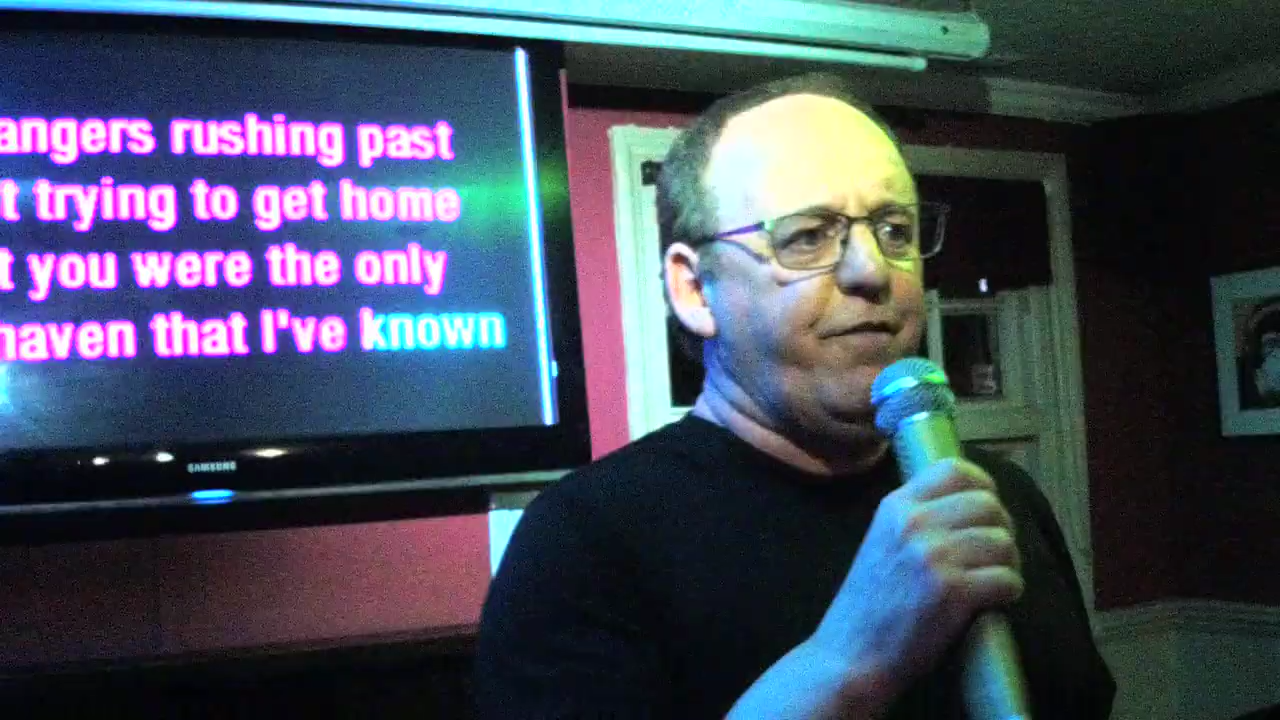 angers rushing past
t trying to get home
t you were the only
haven that I've known
SAMSUNG